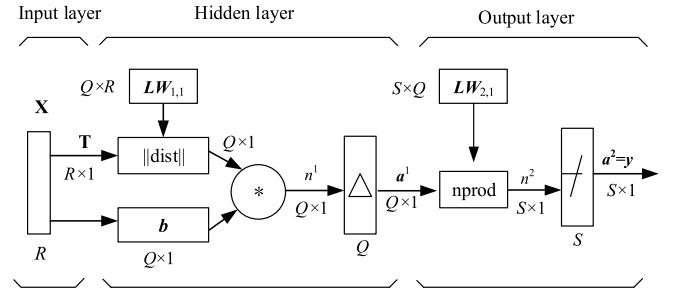 Input layer
Hidden layer
Output layer
Q×R
LW1,1
S×Q
LW2,1
X
T
R×1
||dist||
Q×1
*
n¹
Q×1
a¹
Q×1
nprod
n²
S×1
a²=y
S×1
b
Q×1
R
Q
S